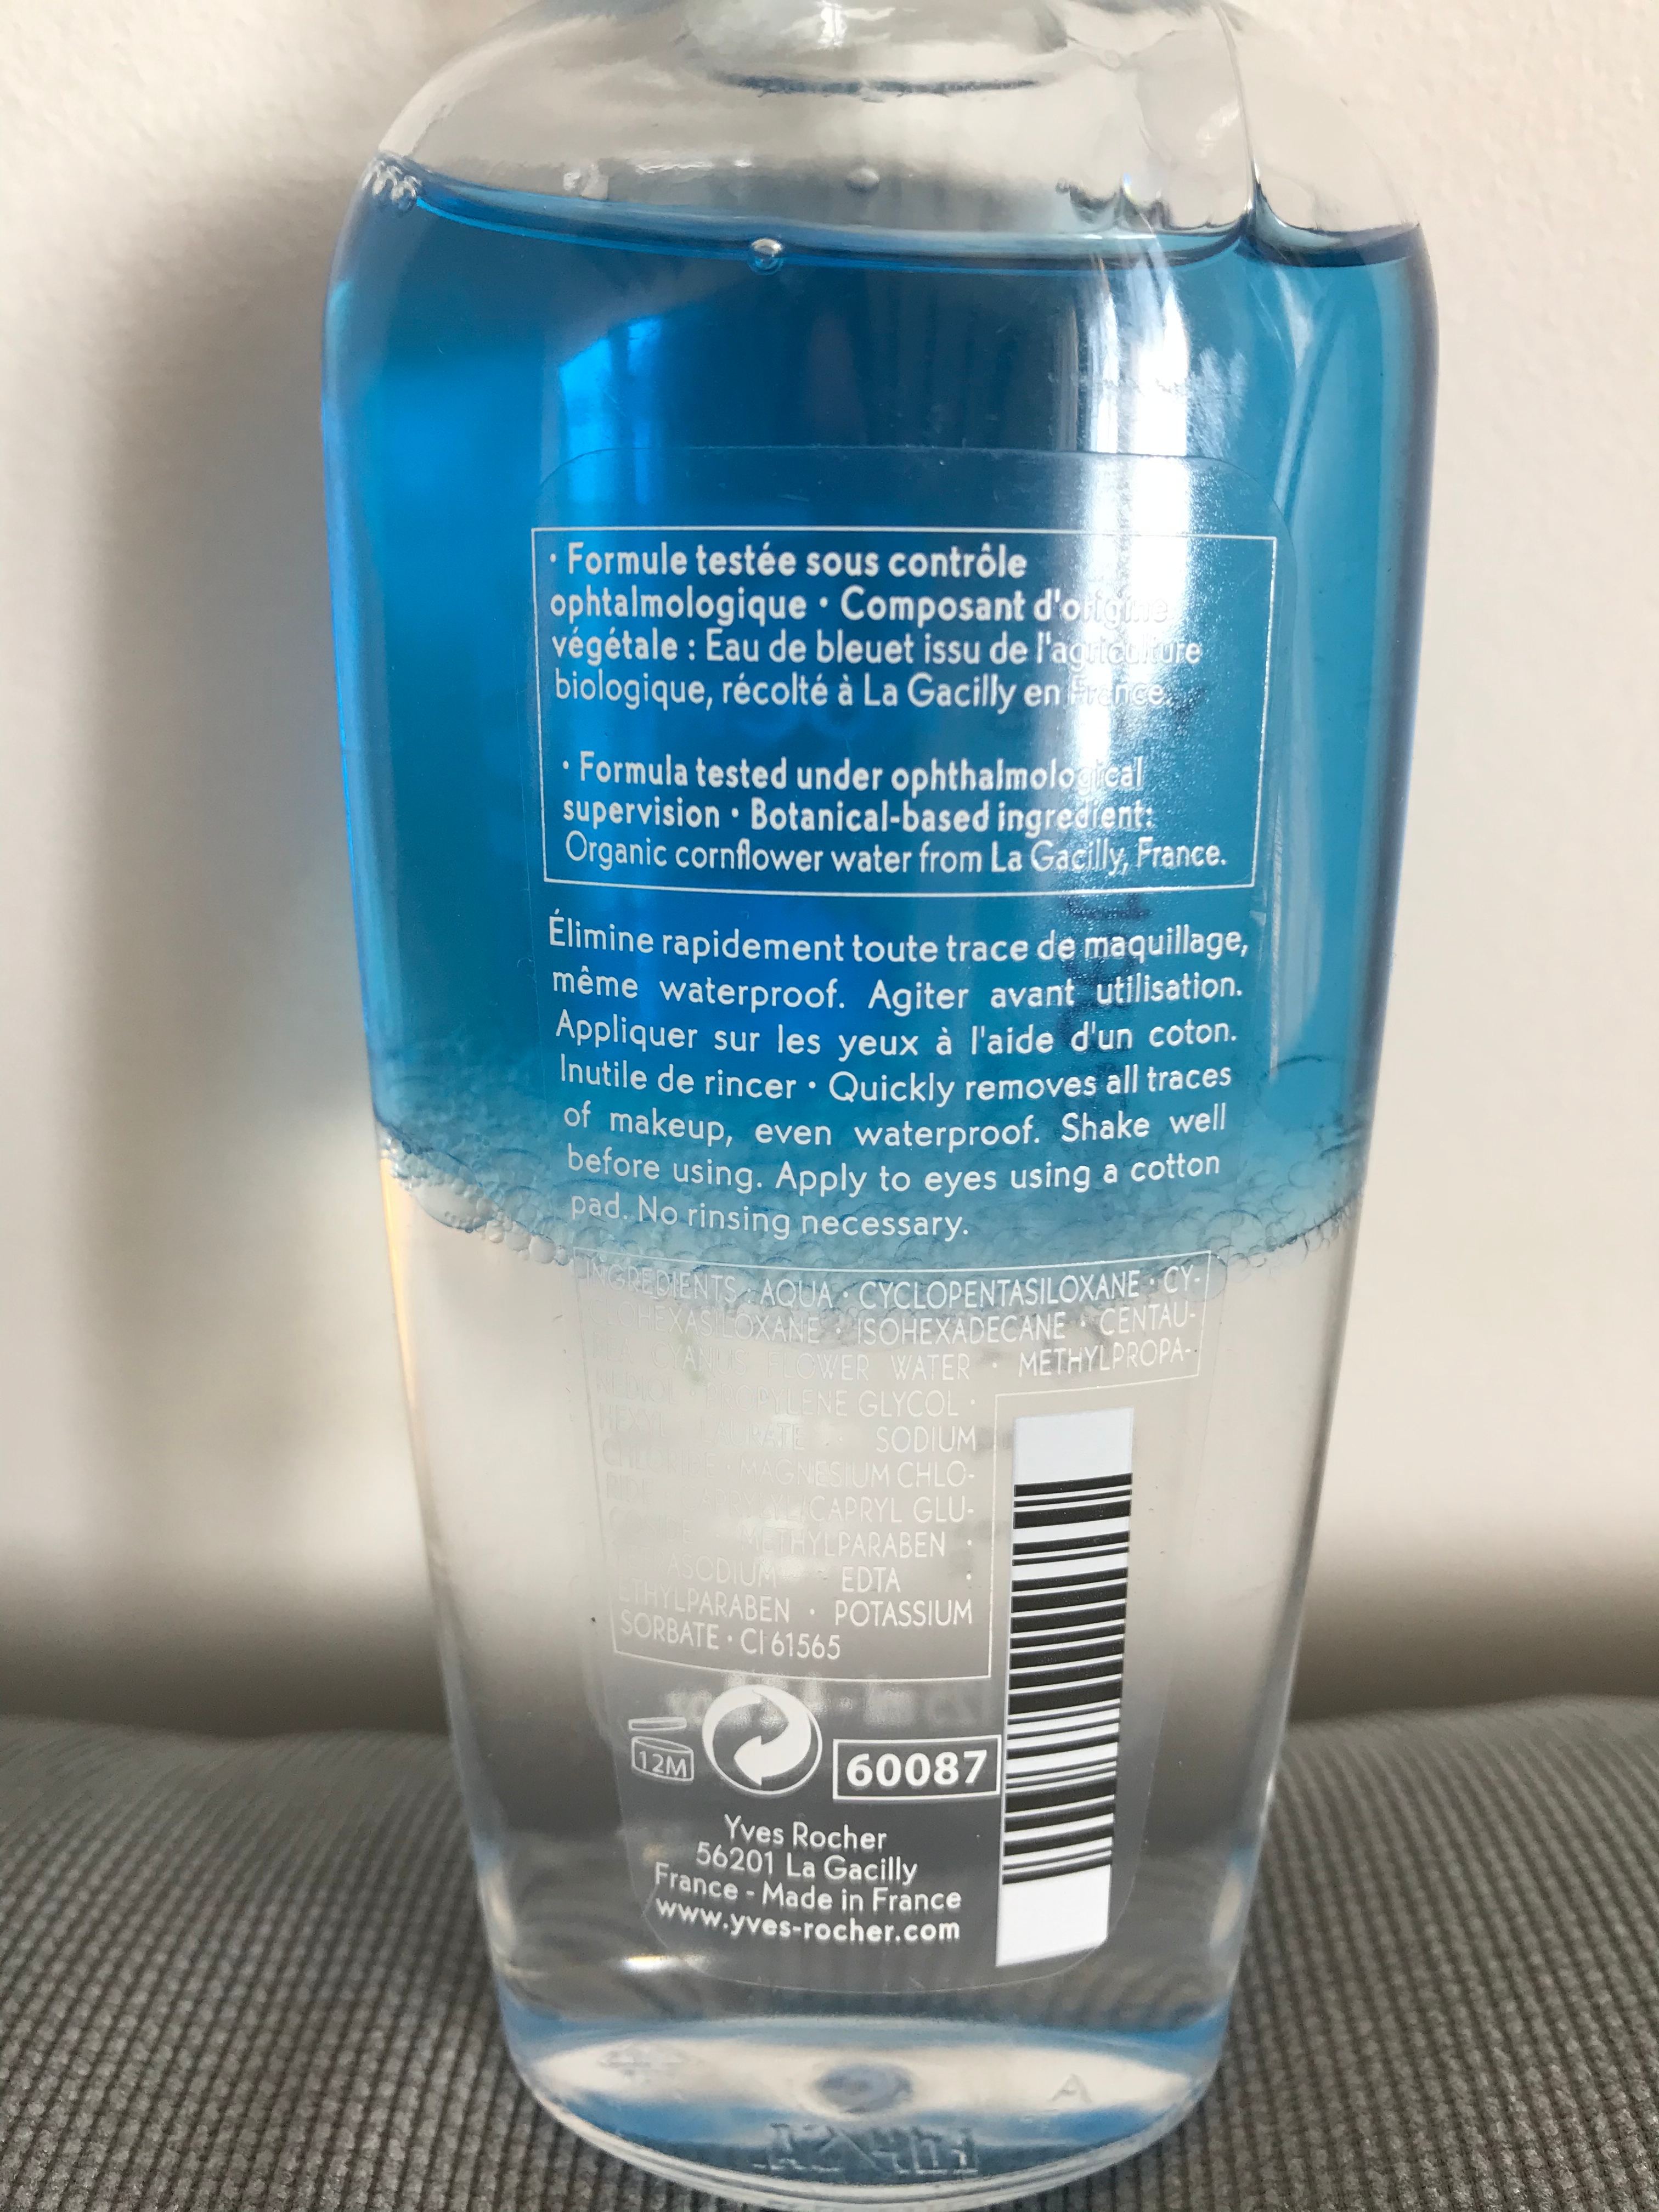 • Formule testée sous contrôle
ophtalmologique • Composant d'origine
végétale : Eau de bleuet issu de l'agriculture
biologique, récolté à La Gacilly en France.
• Formula tested under ophthalmological
supervision • Botanical-based ingredient:
Organic cornflower water from La Gacilly, France.
Élimine rapidement toute trace de maquillage,
même waterproof. Agiter avant utilisation.
Appliquer sur les yeux à l'aide d'un coton.
Inutile de rincer • Quickly removes all traces
of makeup, even waterproof. Shake well
before using. Apply to eyes using a cotton
pad. No rinsing necessary.
INGREDIENTS • AQUA • CYCLOPENTASILOXANE • CY-
CLOHEXASILOXANE • ISOHEXADECANE • CENTAU-
REA CYANUS FLOWER WATER • METHYLPROPA-
NEDIOL • PROPYLENE GLYCOL •
HEXYL LAURATE • SODIUM
CHLORIDE • MAGNESIUM CHLO-
RIDE • CAPRYLYL/CAPRYL GLU-
COSIDE • METHYLPARABEN •
TETRASODIUM EDTA •
ETHYLPARABEN • POTASSIUM
SORBATE • CI 61565
12M
60087
Yves Rocher
56201 La Gacilly
France - Made in France
www.yves-rocher.com
A